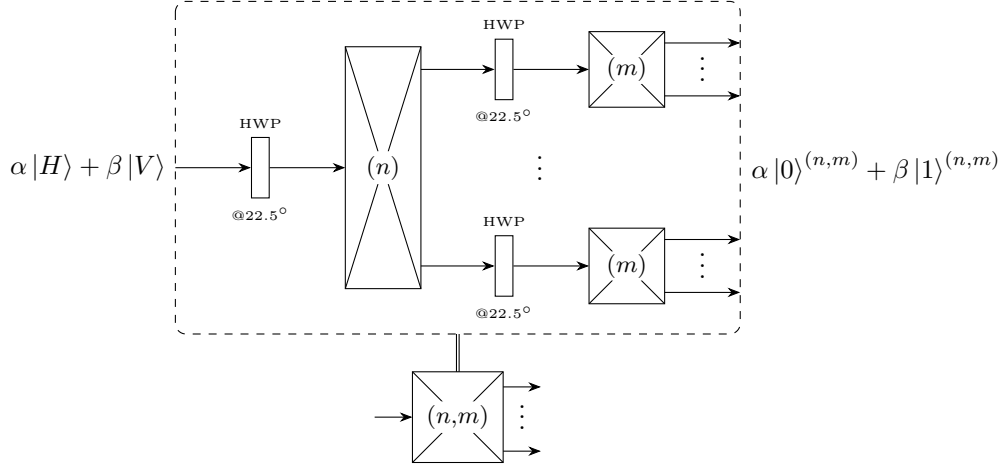 HWP
@22.5°
(m)
⋮
HWP
@22.5°
α|H⟩ + β|V⟩
(n)
⋮
α|0⟩^(n,m) + β|1⟩^(n,m)
HWP
@22.5°
(m)
⋮
(n,m)
⋮